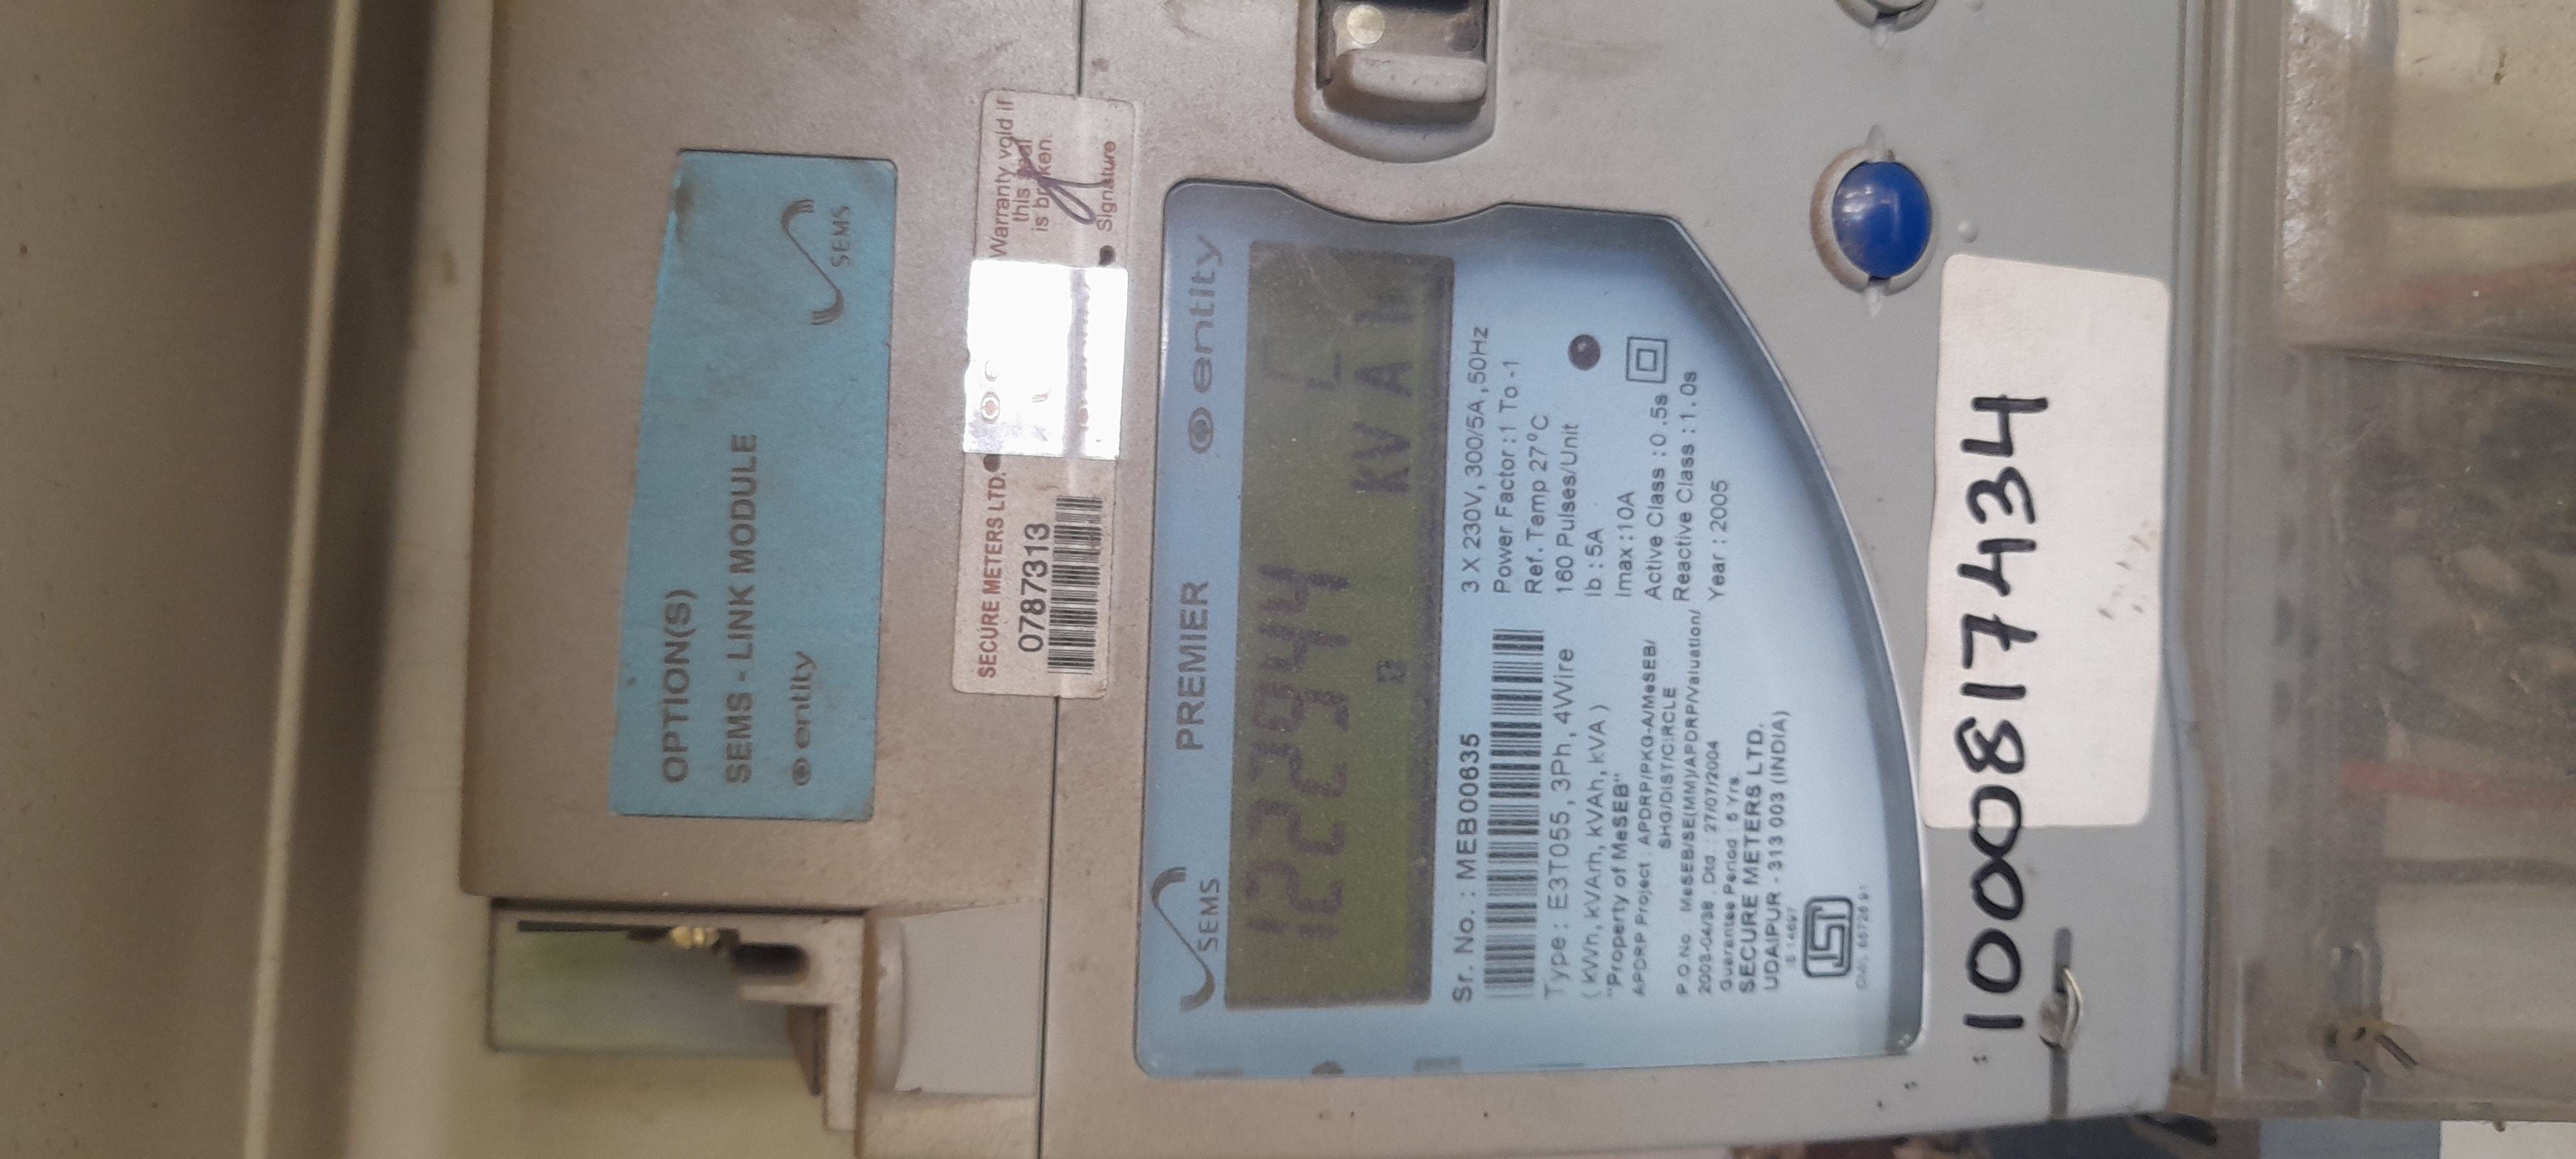 OPTION(S)
SEMS - LINK MODULE
entity
SEMS
SECURE METERS LTD.
0787313
Warranty void if
this seal
is broken.
Signature
SEMS
PREMIER
entity
122944
KVA
Sr. No. : MEB00635
Type : E3T055, 3Ph, 4Wire
( kWh, kVArh, kVAh, kVA )
"Property of MeSEB"
APDRP Project : APDRP/PKG-A/MeSEB/
SHG/DIST/CIRCLE
P.O.No. MeSEB/SE(MM)/APDRP/Valuation/
2003-04/38 . Dtd. : 27/07/2004
Guarantee Period : 5 Yrs
SECURE METERS LTD.
UDAIPUR - 313 003 (INDIA)
3 X 230V, 300/5A, 50Hz
Power Factor : 1 To -1
Ref. Temp 27°C
160 Pulses/Unit
Ib : 5A
Imax : 10A
Active Class : 0.5s
Reactive Class : 1.0s
Year : 2005
ISI
100817434